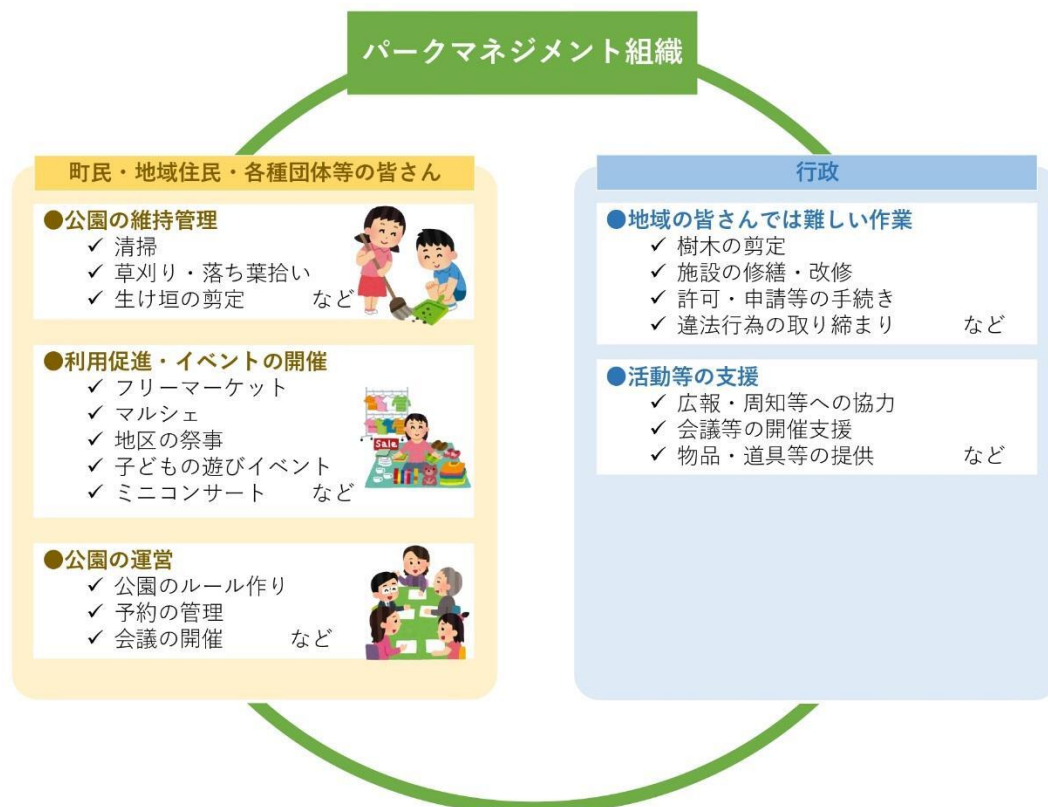 パークマネジメント組織
町民・地域住民・各種団体等の皆さん
●公園の維持管理
✓ 清掃
✓ 草刈り・落ち葉拾い
✓ 生け垣の剪定 など
●利用促進・イベントの開催
✓ フリーマーケット
✓ マルシェ
✓ 地区の祭事
✓ 子どもの遊びイベント
✓ ミニコンサート など
sale
●公園の運営
✓ 公園のルール作り
✓ 予約の管理
✓ 会議の開催 など
行政
●地域の皆さんでは難しい作業
✓ 樹木の剪定
✓ 施設の修繕・改修
✓ 許可・申請等の手続き
✓ 違法行為の取り締まり など
●活動等の支援
✓ 広報・周知等への協力
✓ 会議等の開催支援
✓ 物品・道具等の提供 など